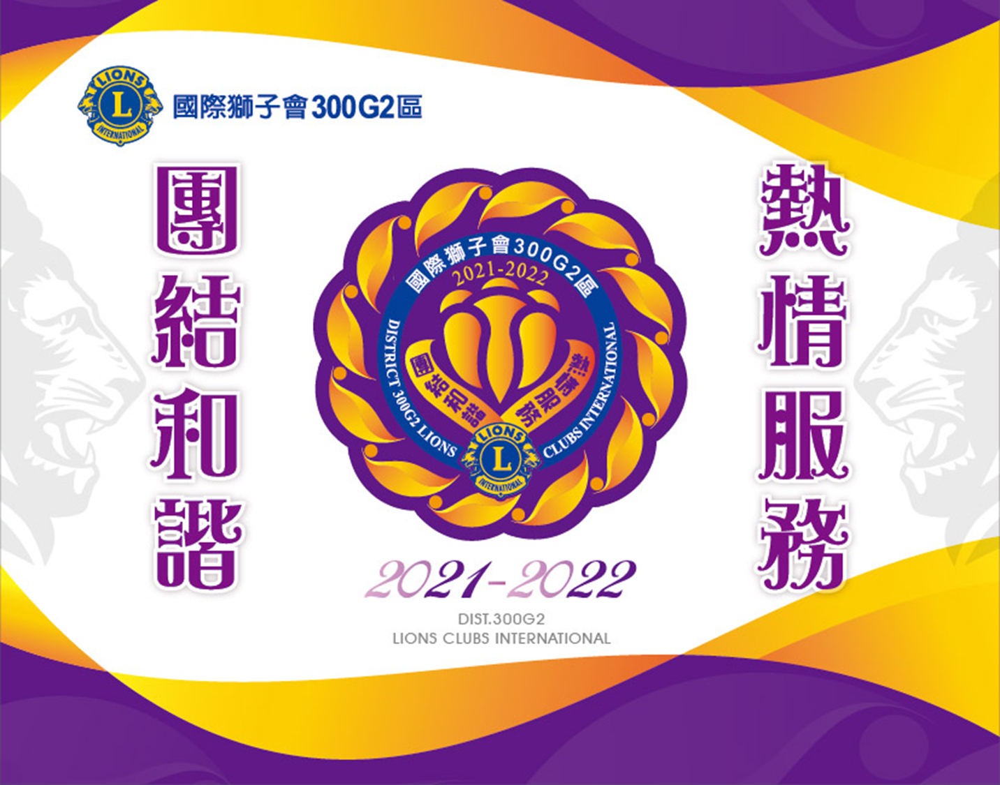 LIONS
L
INTERNATIONAL
國際獅子會300G2區
團結和諧
熱情服務
國際獅子會300G2區
2021-2022
團結和諧
熱情服務
DISTRICT 300G2 LIONS CLUBS INTERNATIONAL
LIONS
L
INTERNATIONAL
2021-2022
DIST.300G2
LIONS CLUBS INTERNATIONAL